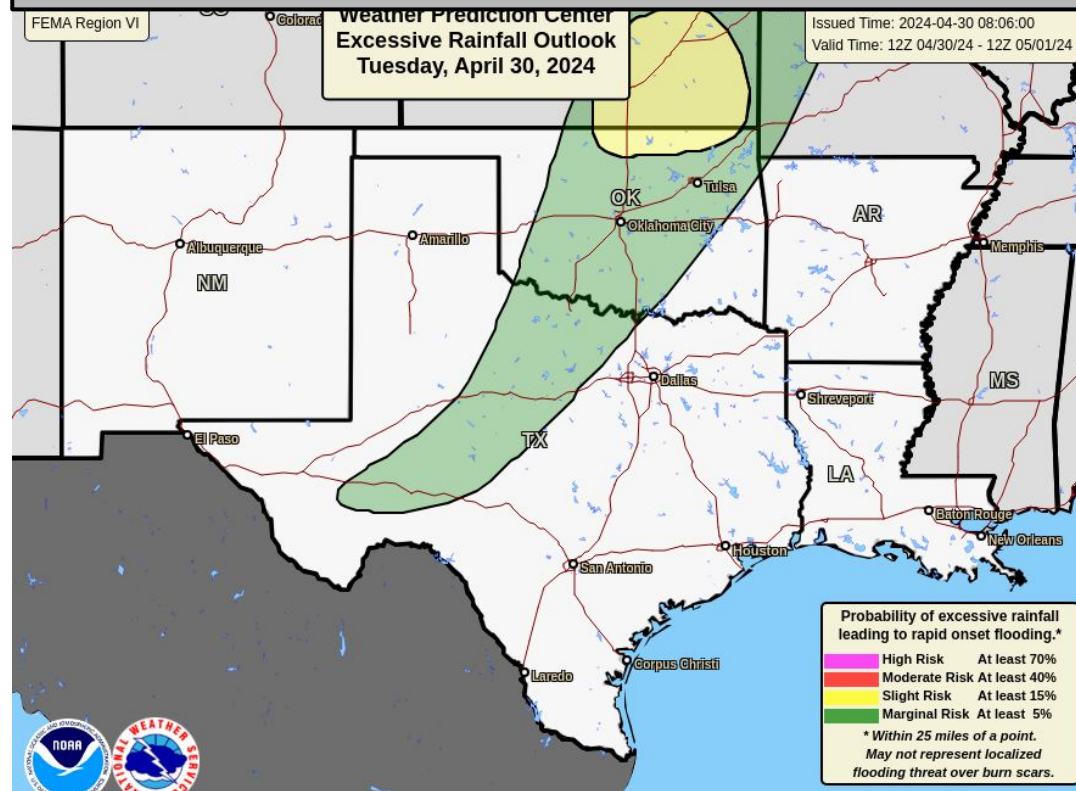 FEMA Region VI
Weather Prediction Center
Excessive Rainfall Outlook
Tuesday, April 30, 2024
Issued Time: 2024-04-30 08:06:00
Valid Time: 12Z 04/30/24 - 12Z 05/01/24
Tulsa
OK
Oklahoma City
AR
Albuquerque
Amarillo
Memphis
NM
Dallas
MS
Shreveport
El Paso
TX
LA
Baton Rouge
New Orleans
Houston
San Antonio
Corpus Christi
Laredo
Probability of excessive rainfall
leading to rapid onset flooding.*
High Risk At least 70%
Moderate Risk At least 40%
Slight Risk At least 15%
Marginal Risk At least 5%
* Within 25 miles of a point.
May not represent localized
flooding threat over burn scars.
NOAA